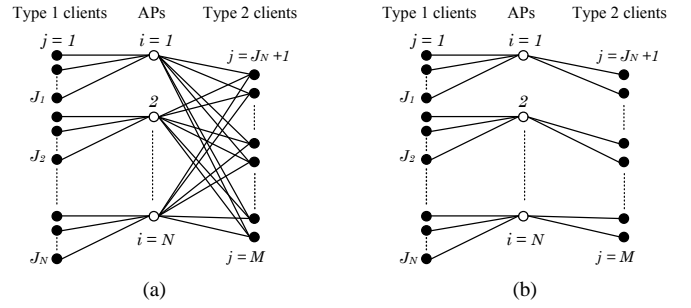 Type 1 clients APs Type 2 clients
j = 1 i = 1
j = J_N +1
J_1
2
J_2
i = N
J_N
j = M
(a)
Type 1 clients APs Type 2 clients
j = 1 i = 1
j = J_N +1
J_1
2
J_2
i = N
J_N
j = M
(b)